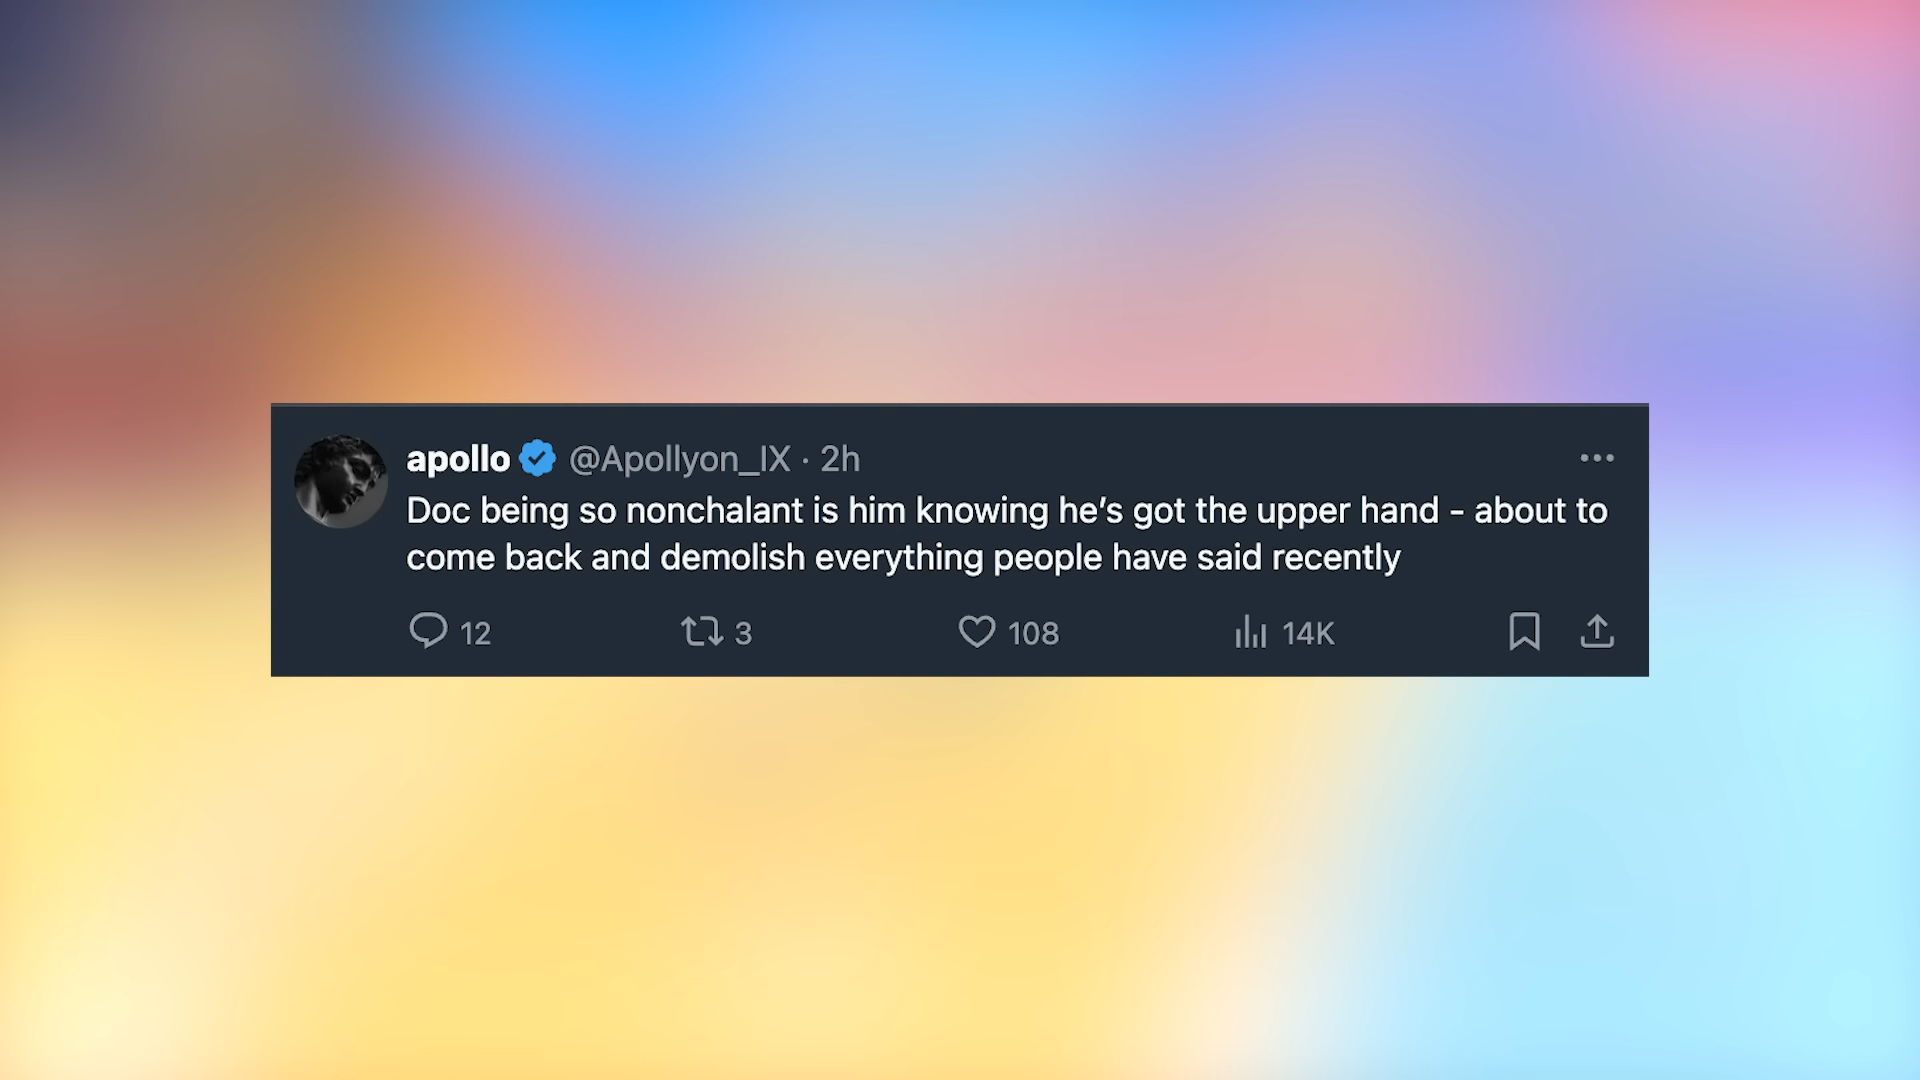 apollo @Apollyon_IX · 2h
Doc being so nonchalant is him knowing he’s got the upper hand - about to
come back and demolish everything people have said recently
12 3 108 14K